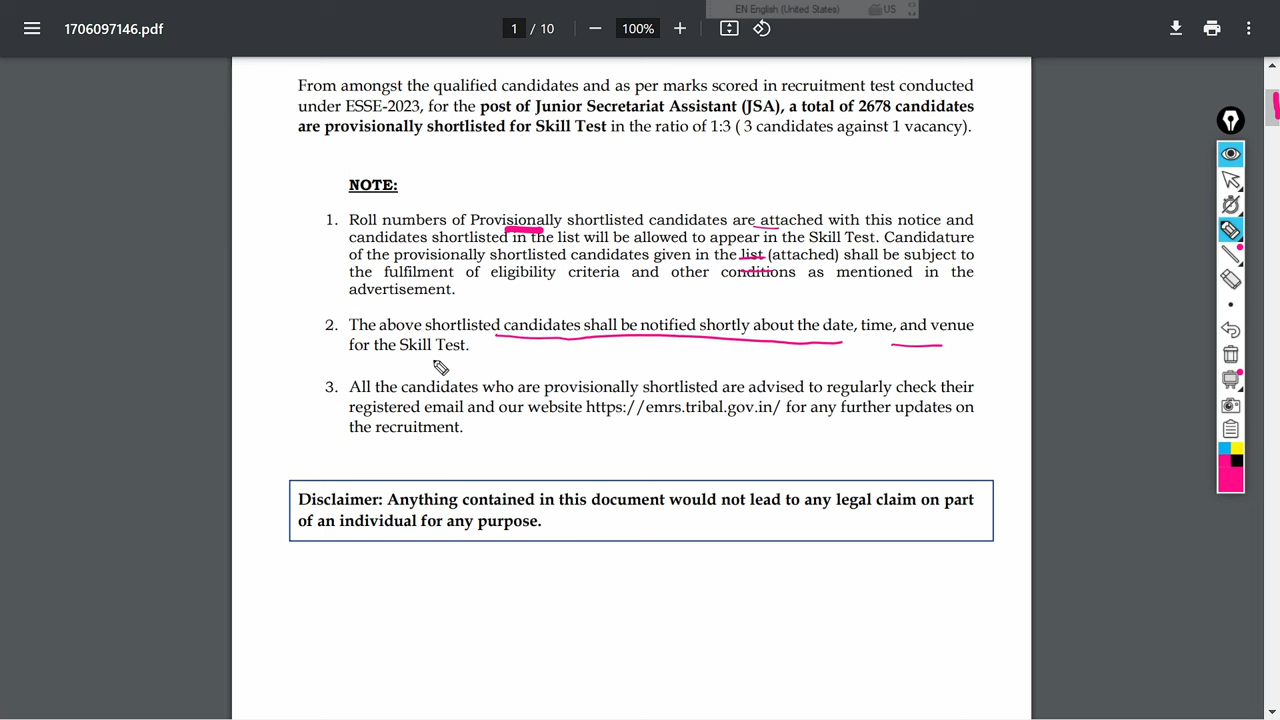 EN English (United States) US
1706097146.pdf 1 / 10 100%
From amongst the qualified candidates and as per marks scored in recruitment test conducted
under ESSE-2023, for the post of Junior Secretariat Assistant (JSA), a total of 2678 candidates
are provisionally shortlisted for Skill Test in the ratio of 1:3 ( 3 candidates against 1 vacancy).
NOTE:
1. Roll numbers of Provisionally shortlisted candidates are attached with this notice and
candidates shortlisted in the list will be allowed to appear in the Skill Test. Candidature
of the provisionally shortlisted candidates given in the list (attached) shall be subject to
the fulfilment of eligibility criteria and other conditions as mentioned in the
advertisement.
2. The above shortlisted candidates shall be notified shortly about the date, time, and venue
for the Skill Test.
3. All the candidates who are provisionally shortlisted are advised to regularly check their
registered email and our website https://emrs.tribal.gov.in/ for any further updates on
the recruitment.
Disclaimer: Anything contained in this document would not lead to any legal claim on part
of an individual for any purpose.